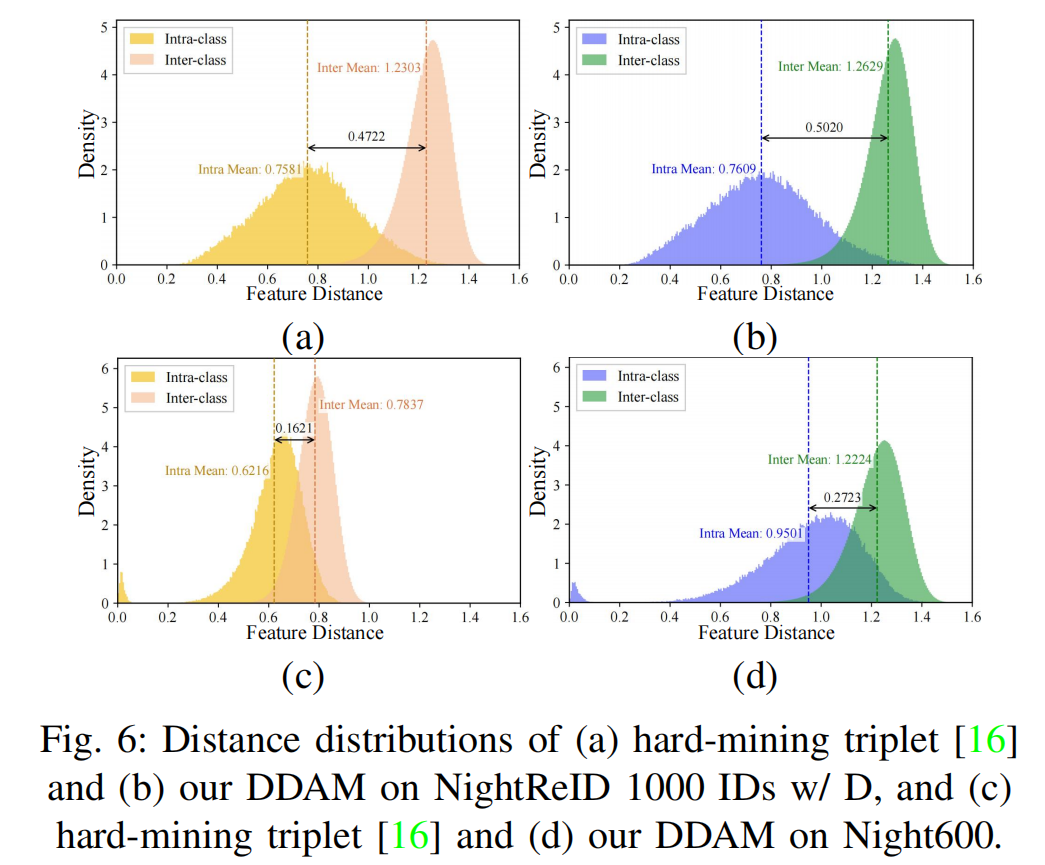 Intra-class
Inter-class
Inter Mean: 1.2303
0.4722
Intra Mean: 0.7581
Density
5
4
3
2
1
0
0.0 0.2 0.4 0.6 0.8 1.0 1.2 1.4 1.6
Feature Distance
(a)
Intra-class
Inter-class
Inter Mean: 1.2629
0.5020
Intra Mean: 0.7609
Density
5
4
3
2
1
0
0.0 0.2 0.4 0.6 0.8 1.0 1.2 1.4 1.6
Feature Distance
(b)
Intra-class
Inter-class
Inter Mean: 0.7837
0.1621
Intra Mean: 0.6216
Density
6
5
4
3
2
1
0
0.0 0.2 0.4 0.6 0.8 1.0 1.2 1.4 1.6
Feature Distance
(c)
Intra-class
Inter-class
Inter Mean: 1.2224
0.2723
Intra Mean: 0.9501
Density
6
5
4
3
2
1
0
0.0 0.2 0.4 0.6 0.8 1.0 1.2 1.4 1.6
Feature Distance
(d)
Fig. 6: Distance distributions of (a) hard-mining triplet [16]
and (b) our DDAM on NightReID 1000 IDs w/ D, and (c)
hard-mining triplet [16] and (d) our DDAM on Night600.